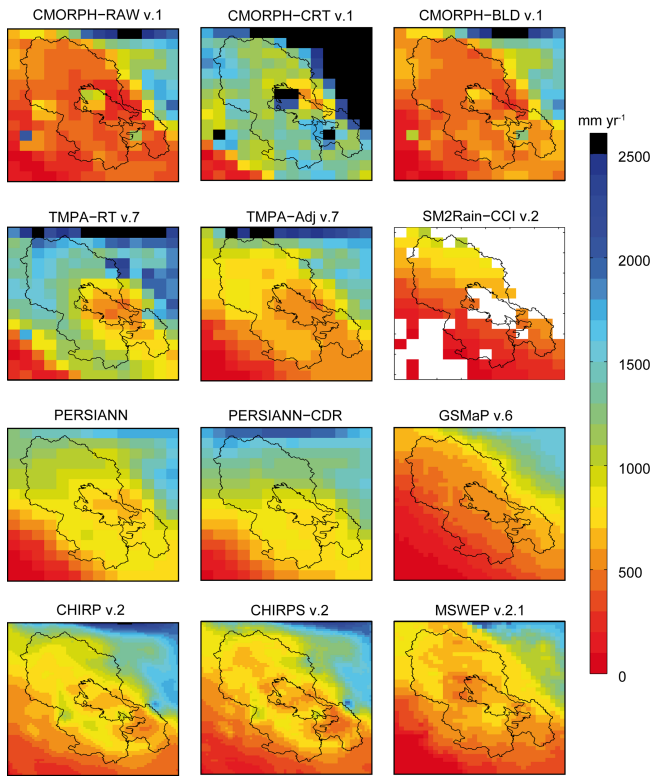 CMORPH−RAW v.1 CMORPH−CRT v.1 CMORPH−BLD v.1
mm yr-1
2500
TMPA−RT v.7 TMPA−Adj v.7 SM2Rain−CCI v.2
2000
1500
PERSIANN PERSIANN−CDR GSMaP v.6
1000
500
CHIRP v.2 CHIRPS v.2 MSWEP v.2.1
0